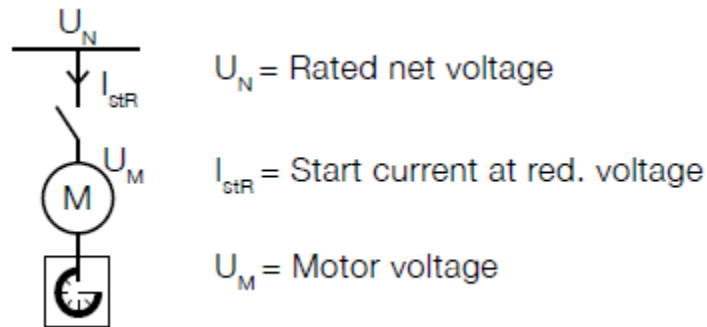 U_N
I_stR
U_N = Rated net voltage
U_M
M
I_stR = Start current at red. voltage
U_M = Motor voltage